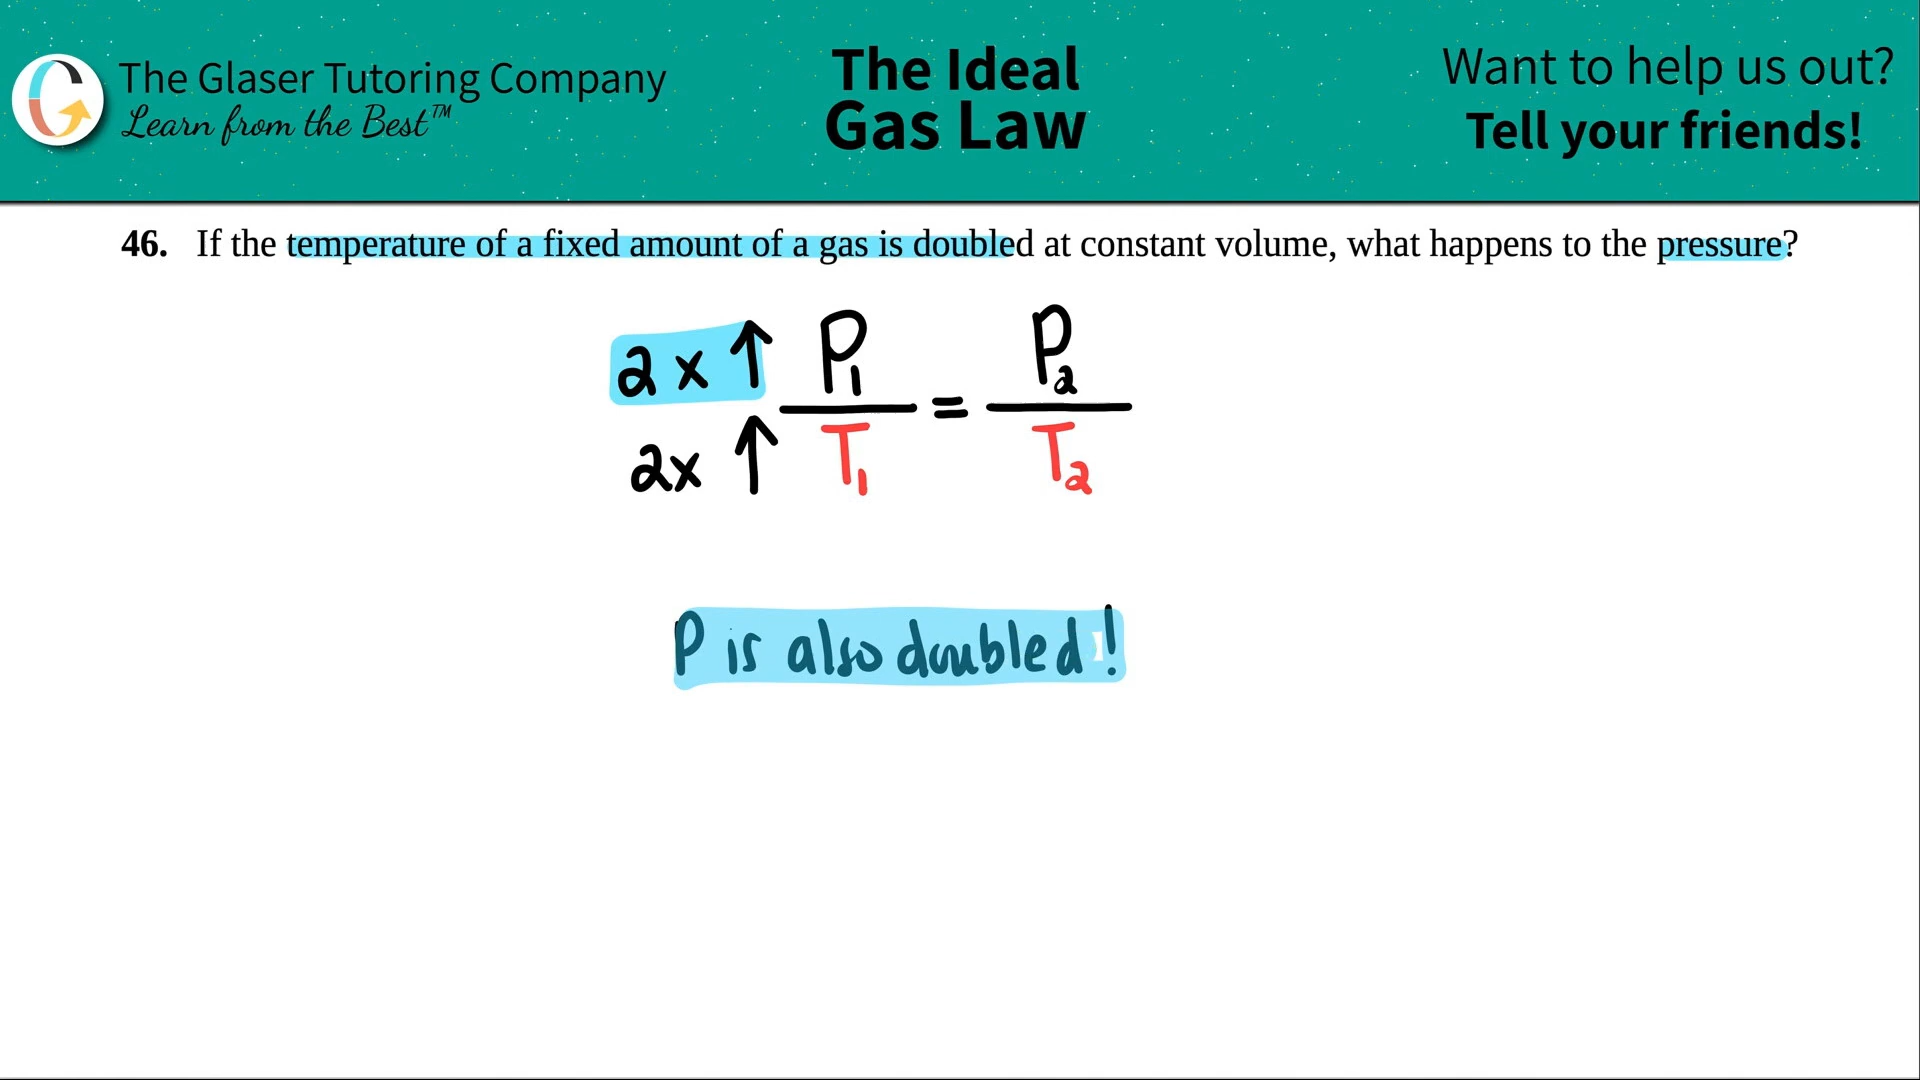 The Glaser Tutoring Company
Learn from the Best™
The Ideal
Gas Law
Want to help us out?
Tell your friends!
46. If the temperature of a fixed amount of a gas is doubled at constant volume, what happens to the pressure?
2x ↑ P₁ = P₂
2x ↑ T₁ T₂
P is also doubled!